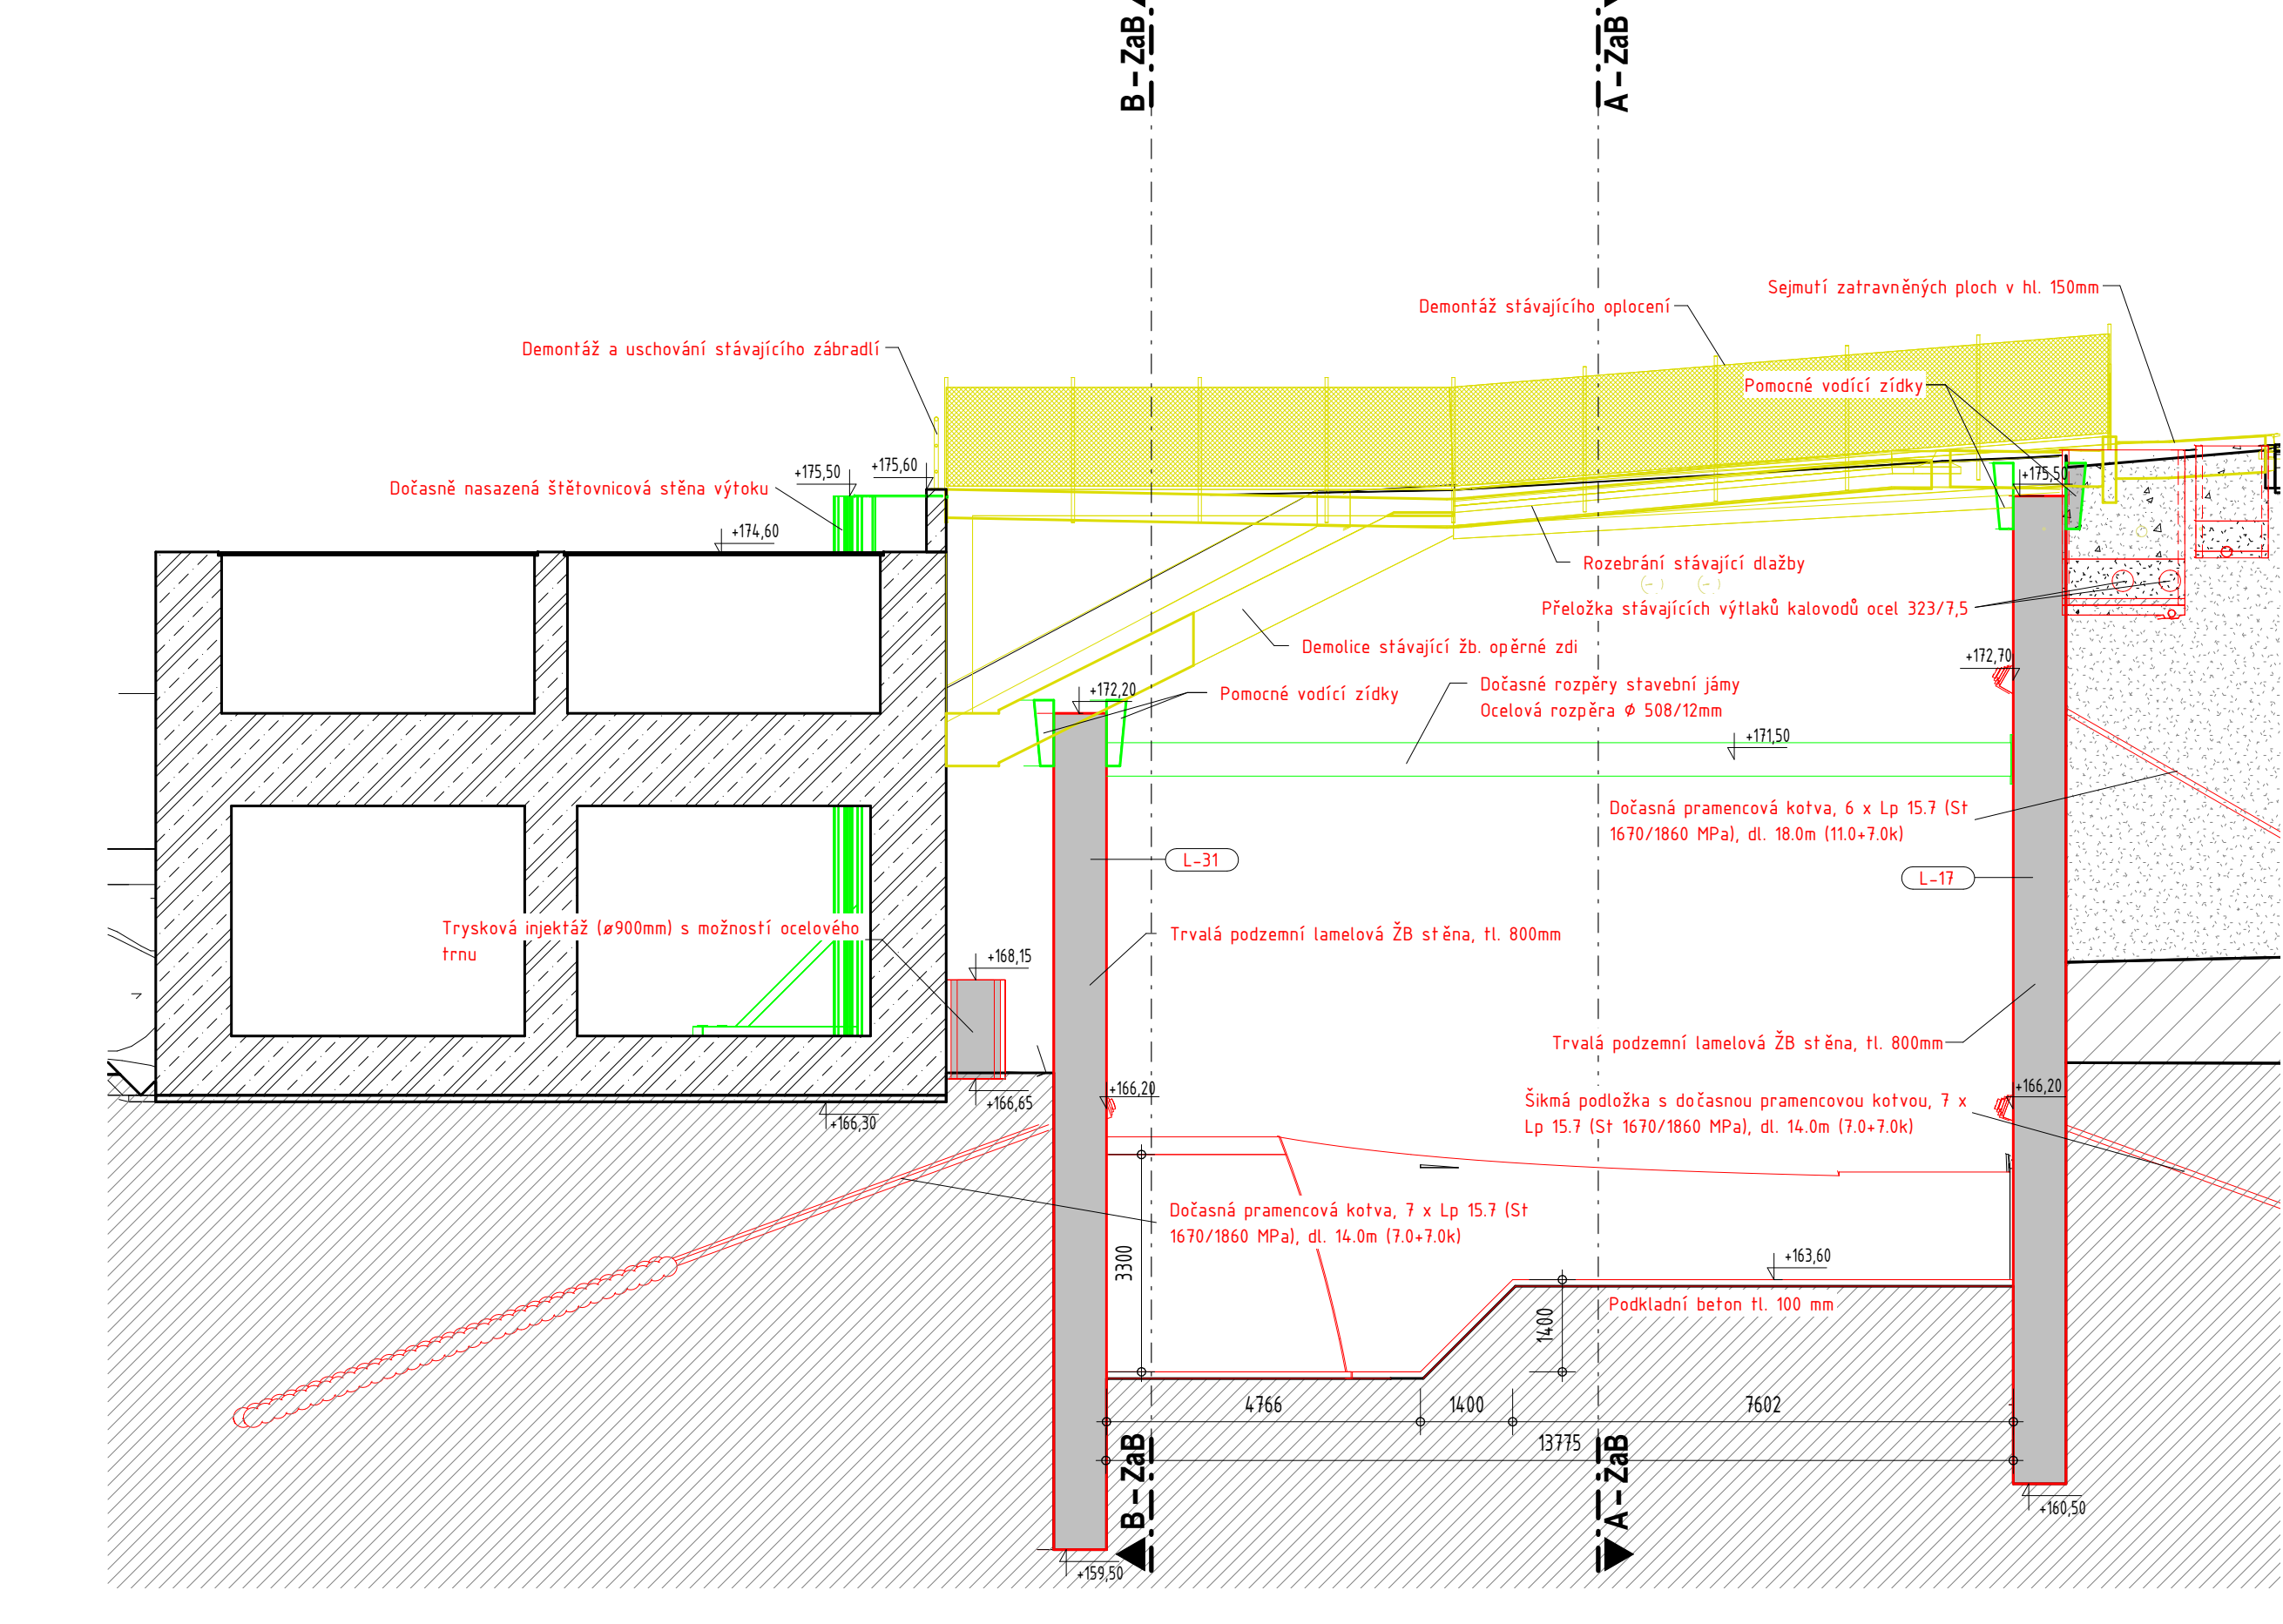 B-ZaB
A-ZaB
Sejmutí zatravněných ploch v hl. 150mm
Demontáž stávajícího oplocení
Demontáž a uschování stávajícího zábradlí
Pomocné vodící zídky
+175,50
+175,60
+175,50
Dočasně nasazená štětovnicová stěna výtoku
+174,60
Rozebrání stávající dlažby
Přeložka stávajících výtlaků kalovodů ocel 323/7,5
Demolice stávající žb. opěrné zdi
+172,70
+172,20
Pomocné vodící zídky
Dočasné rozpěry stavební jámy
Ocelová rozpěra Ø 508/12mm
+171,50
Dočasná pramencová kotva, 6 x Lp 15.7 (St
1670/1860 MPa), dl. 18.0m (11.0+7.0k)
L-31
L-17
Trysková injektáž (ø900mm) s možností ocelového
trnu
Trvalá podzemní lamelová ŽB stěna, tl. 800mm
+168,15
Trvalá podzemní lamelová ŽB stěna, tl. 800mm
+166,20
+166,20
+166,65
+166,30
Šikmá podložka s dočasnou pramencovou kotvou, 7 x
Lp 15.7 (St 1670/1860 MPa), dl. 14.0m (7.0+7.0k)
Dočasná pramencová kotva, 7 x Lp 15.7 (St
1670/1860 MPa), dl. 14.0m (7.0+7.0k)
3300
+163,60
Podkladní beton tl. 100 mm
1400
4766
1400
7602
13775
B-ZaB
A-ZaB
+160,50
+159,50